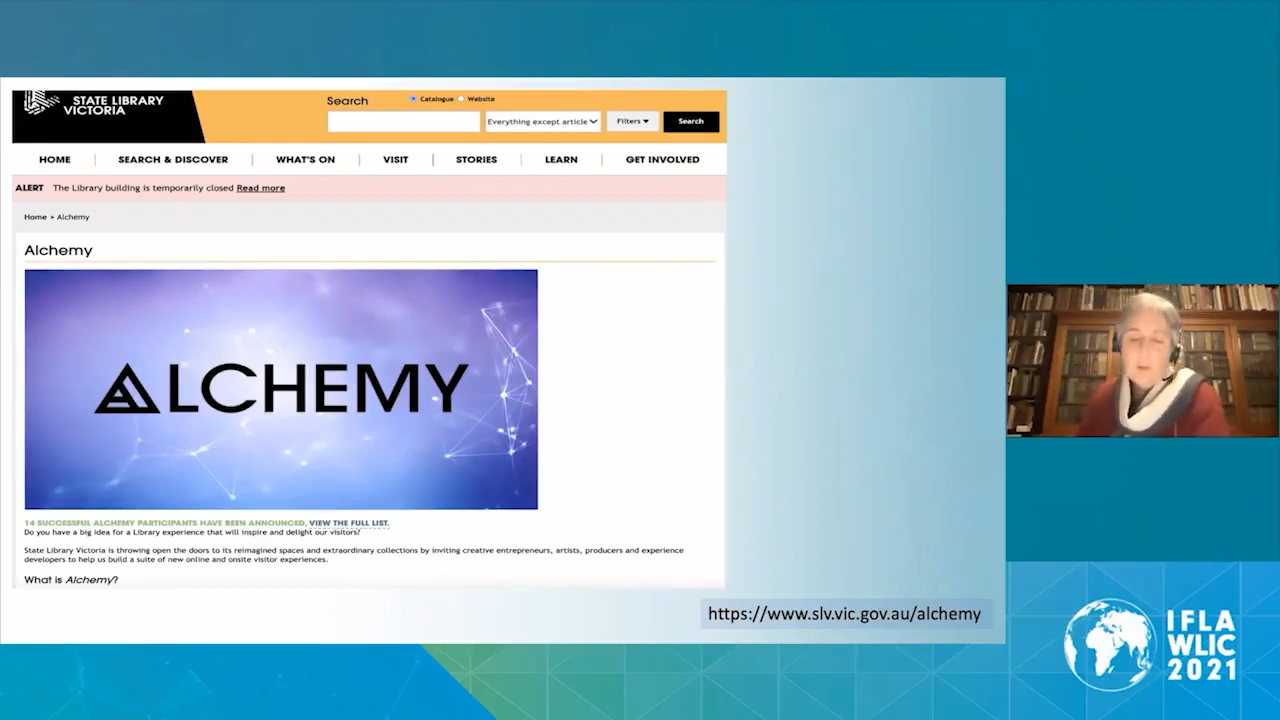 STATE LIBRARY
VICTORIA
Search
Catalogue
Website
Everything except article
Filters
Search
HOME
SEARCH & DISCOVER
WHAT'S ON
VISIT
STORIES
LEARN
GET INVOLVED
ALERT The Library building is temporarily closed Read more
Home > Alchemy
Alchemy
ALCHEMY
14 SUCCESSFUL ALCHEMY PARTICIPANTS HAVE BEEN ANNOUNCED, VIEW THE FULL LIST.
Do you have a big idea for a Library experience that will inspire and delight our visitors?
State Library Victoria is throwing open the doors to its reimagined spaces and extraordinary collections by inviting creative entrepreneurs, artists, producers and experience
developers to help us build a suite of new online and onsite visitor experiences.
What is Alchemy?
https://www.slv.vic.gov.au/alchemy
IFLA
WLIC
2021